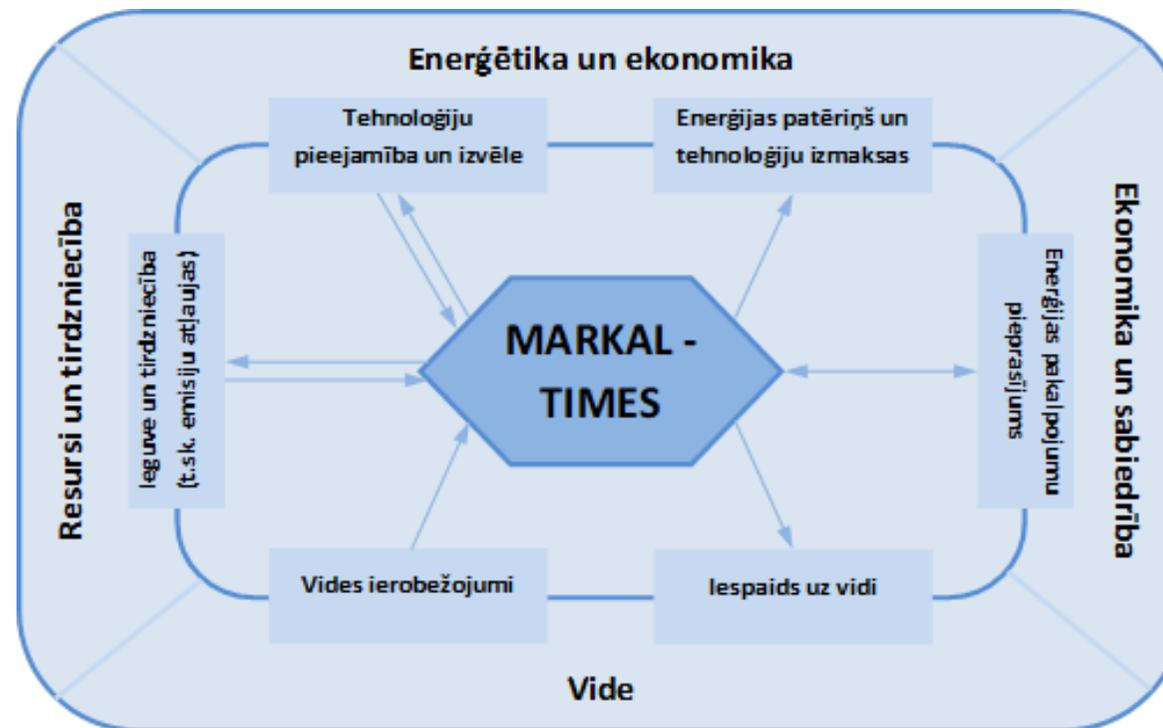 Enerģētika un ekonomika
Tehnoloģiju
pieejamība un izvēle
Enerģijas patēriņš un
tehnoloģiju izmaksas
Resursi un tirdzniecība
Ieguve un tirdzniecība
(t.sk. emisiju atļaujas)
MARKAL -
TIMES
Enerģijas pakalpojumu
pieprasījums
Ekonomika un sabiedrība
Vides ierobežojumi
Iespaids uz vidi
Vide